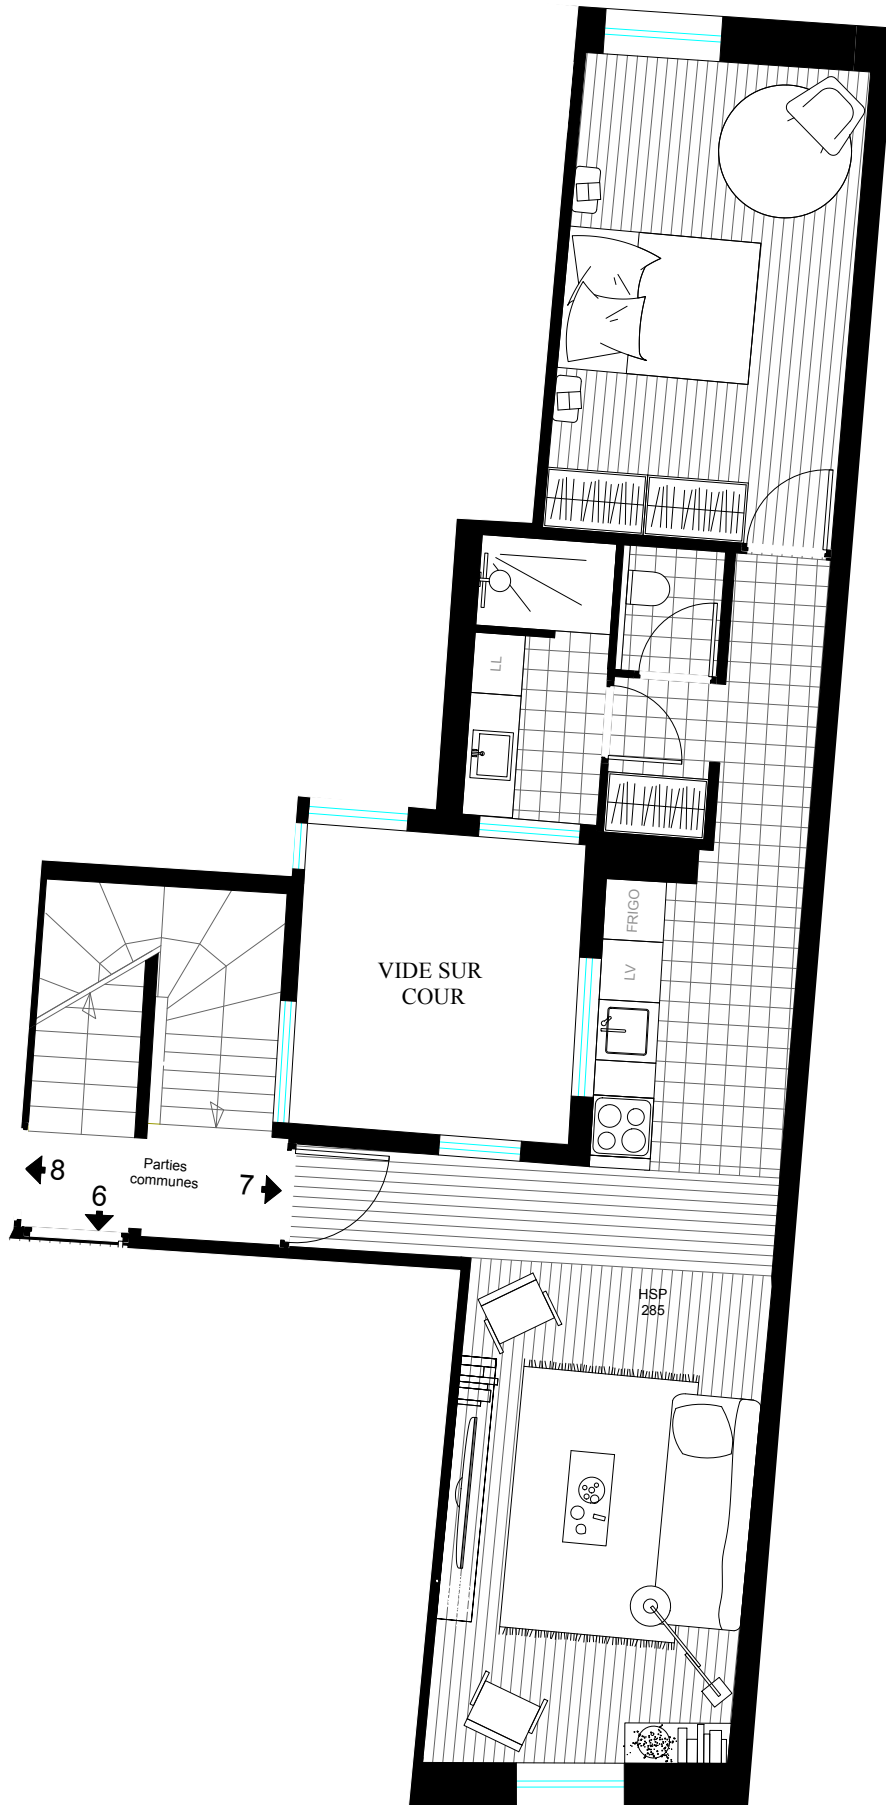 LL
FRIGO
LV
VIDE SUR
COUR
8
Parties
communes
6
7
HSP
285